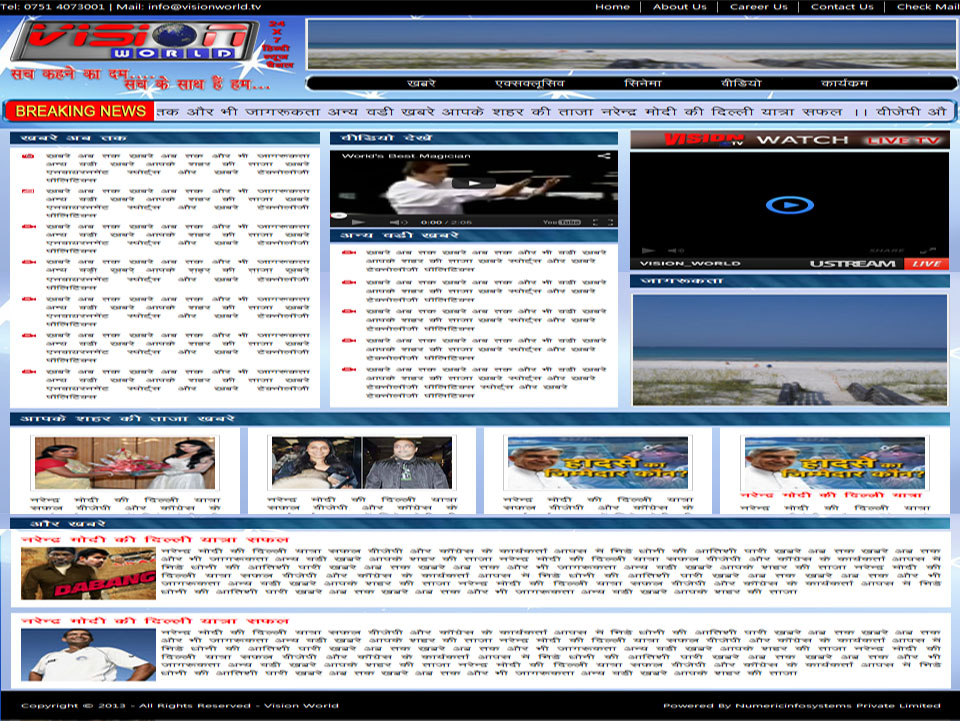 Tel: 0751 4073001 | Mail: info@visionworld.tv
Home | About Us | Career Us | Contact Us | Check Mail
VISION
WORLD
24
X
7
हिन्दी
न्यूज
चैनल
सच कहने का दम...
सच के साथ हैं हम...
खबरे एक्सक्लूसिव सिनेमा वीडियो कार्यकम
BREAKING NEWS तक और भी जागरूकता अन्य वडी खबरे आपके शहर की ताजा नरेन्द्र मोदी की दिल्ली यात्रा सफल ।। वीजेपी औ
खबरे अब तक
खबरे अब तक खबरे अब तक और भी जागरूकता
अन्य वडी खबरे आपके शहर की ताजा खबरे
एनवायरनमेंट स्पोर्ट्स और खबरे टेक्नोलॉजी
पॉलिटिक्स
खबरे अब तक खबरे अब तक और भी जागरूकता
अन्य वडी खबरे आपके शहर की ताजा खबरे
एनवायरनमेंट स्पोर्ट्स और खबरे टेक्नोलॉजी
पॉलिटिक्स
खबरे अब तक खबरे अब तक और भी जागरूकता
अन्य वडी खबरे आपके शहर की ताजा खबरे
एनवायरनमेंट स्पोर्ट्स और खबरे टेक्नोलॉजी
पॉलिटिक्स
खबरे अब तक खबरे अब तक और भी जागरूकता
अन्य वडी खबरे आपके शहर की ताजा खबरे
एनवायरनमेंट स्पोर्ट्स और खबरे टेक्नोलॉजी
पॉलिटिक्स
खबरे अब तक खबरे अब तक और भी जागरूकता
अन्य वडी खबरे आपके शहर की ताजा खबरे
एनवायरनमेंट स्पोर्ट्स और खबरे टेक्नोलॉजी
पॉलिटिक्स
खबरे अब तक खबरे अब तक और भी जागरूकता
अन्य वडी खबरे आपके शहर की ताजा खबरे
एनवायरनमेंट स्पोर्ट्स और खबरे टेक्नोलॉजी
पॉलिटिक्स
खबरे अब तक खबरे अब तक और भी जागरूकता
अन्य वडी खबरे आपके शहर की ताजा खबरे
एनवायरनमेंट स्पोर्ट्स और खबरे टेक्नोलॉजी
पॉलिटिक्स
वीडियो देखें
World's Best Magician
0:00 / 2:06 YouTube
अन्य वडी खबरे
खबरे अब तक खबरे अब तक और भी वडी खबरे
आपके शहर की ताजा खबरे स्पोर्ट्स और खबरे
टेक्नोलॉजी पॉलिटिक्स
खबरे अब तक खबरे अब तक और भी वडी खबरे
आपके शहर की ताजा खबरे स्पोर्ट्स और खबरे
टेक्नोलॉजी पॉलिटिक्स
खबरे अब तक खबरे अब तक और भी वडी खबरे
आपके शहर की ताजा खबरे स्पोर्ट्स और खबरे
टेक्नोलॉजी पॉलिटिक्स
खबरे अब तक खबरे अब तक और भी वडी खबरे
आपके शहर की ताजा खबरे स्पोर्ट्स और खबरे
टेक्नोलॉजी पॉलिटिक्स
खबरे अब तक खबरे अब तक और भी वडी खबरे
आपके शहर की ताजा खबरे स्पोर्ट्स और खबरे
टेक्नोलॉजी पॉलिटिक्स
VISION TV WATCH LIVE TV
SHARE
VISION_WORLD USTREAM LIVE
जागरूकता
आपके शहर की ताजा खबरे
नरेन्द्र मोदी की दिल्ली यात्रा
सफल वीजेपी और कॉंग्रेस के
नरेन्द्र मोदी की दिल्ली यात्रा
सफल वीजेपी और कॉंग्रेस के
हादसे का
जिम्मेदार कौन?
नरेन्द्र मोदी की दिल्ली यात्रा
सफल वीजेपी और कॉंग्रेस के
हादसे का
जिम्मेदार कौन?
नरेन्द्र मोदी की दिल्ली यात्रा
नरेन्द्र मोदी की दिल्ली यात्रा
और खबरे
नरेन्द्र मोदी की दिल्ली यात्रा सफल
DABANG
नरेन्द्र मोदी की दिल्ली यात्रा सफल वीजेपी और कॉंग्रेस के कार्यकर्ता आपस में भिडे धोनी की आतिशी पारी खबरे अब तक खबरे अब तक
और भी जागरूकता अन्य वडी खबरे आपके शहर की ताजा नरेन्द्र मोदी की दिल्ली यात्रा सफल वीजेपी और कॉंग्रेस के कार्यकर्ता आपस में
भिडे धोनी की आतिशी पारी खबरे अब तक खबरे अब तक और भी जागरूकता अन्य वडी खबरे आपके शहर की ताजा नरेन्द्र मोदी की
दिल्ली यात्रा सफल वीजेपी और कॉंग्रेस के कार्यकर्ता आपस में भिडे धोनी की आतिशी पारी खबरे अब तक खबरे अब तक और भी
जागरूकता अन्य वडी खबरे आपके शहर की ताजा नरेन्द्र मोदी की दिल्ली यात्रा सफल वीजेपी और कॉंग्रेस के कार्यकर्ता आपस में भिडे
धोनी की आतिशी पारी खबरे अब तक खबरे अब तक और भी जागरूकता अन्य वडी खबरे आपके शहर की ताजा
नरेन्द्र मोदी की दिल्ली यात्रा सफल
नरेन्द्र मोदी की दिल्ली यात्रा सफल वीजेपी और कॉंग्रेस के कार्यकर्ता आपस में भिडे धोनी की आतिशी पारी खबरे अब तक खबरे अब तक
और भी जागरूकता अन्य वडी खबरे आपके शहर की ताजा नरेन्द्र मोदी की दिल्ली यात्रा सफल वीजेपी और कॉंग्रेस के कार्यकर्ता आपस में
भिडे धोनी की आतिशी पारी खबरे अब तक खबरे अब तक और भी जागरूकता अन्य वडी खबरे आपके शहर की ताजा नरेन्द्र मोदी की
दिल्ली यात्रा सफल वीजेपी और कॉंग्रेस के कार्यकर्ता आपस में भिडे धोनी की आतिशी पारी खबरे अब तक खबरे अब तक और भी
जागरूकता अन्य वडी खबरे आपके शहर की ताजा नरेन्द्र मोदी की दिल्ली यात्रा सफल वीजेपी और कॉंग्रेस के कार्यकर्ता आपस में भिडे
धोनी की आतिशी पारी खबरे अब तक खबरे अब तक और भी जागरूकता अन्य वडी खबरे आपके शहर की ताजा
Copyright © 2013 - All Rights Reserved - Vision World
Powered By Numericinfosystems Private Limited